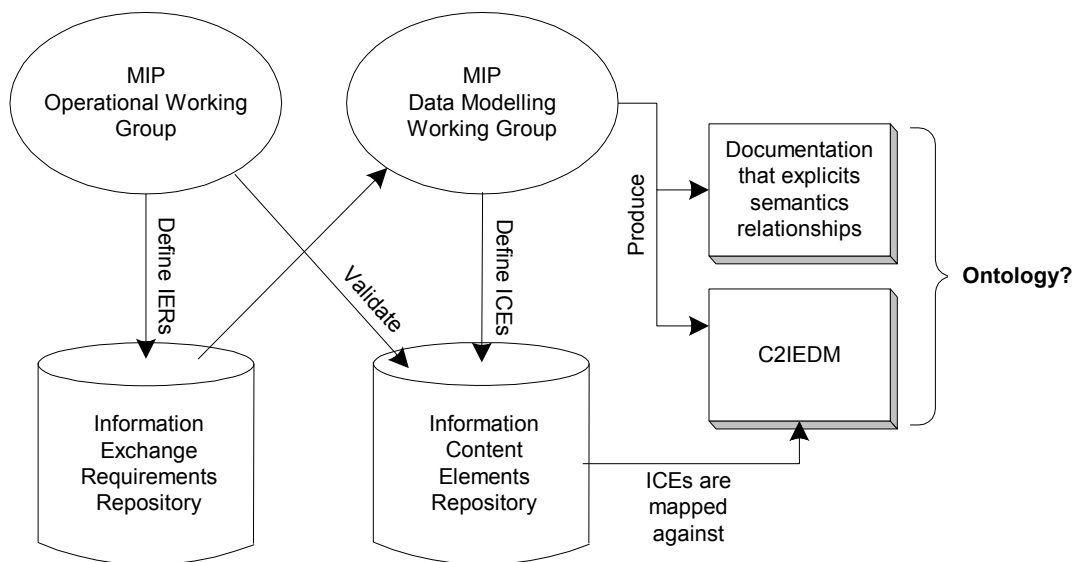 MIP
Operational Working
Group
MIP
Data Modelling
Working Group
Documentation
that explicits
semantics
relationships
Produce
Define IERs
Validate
Define ICEs
Ontology?
C2IEDM
Information
Exchange
Requirements
Repository
Information
Content
Elements
Repository
ICEs are
mapped
against